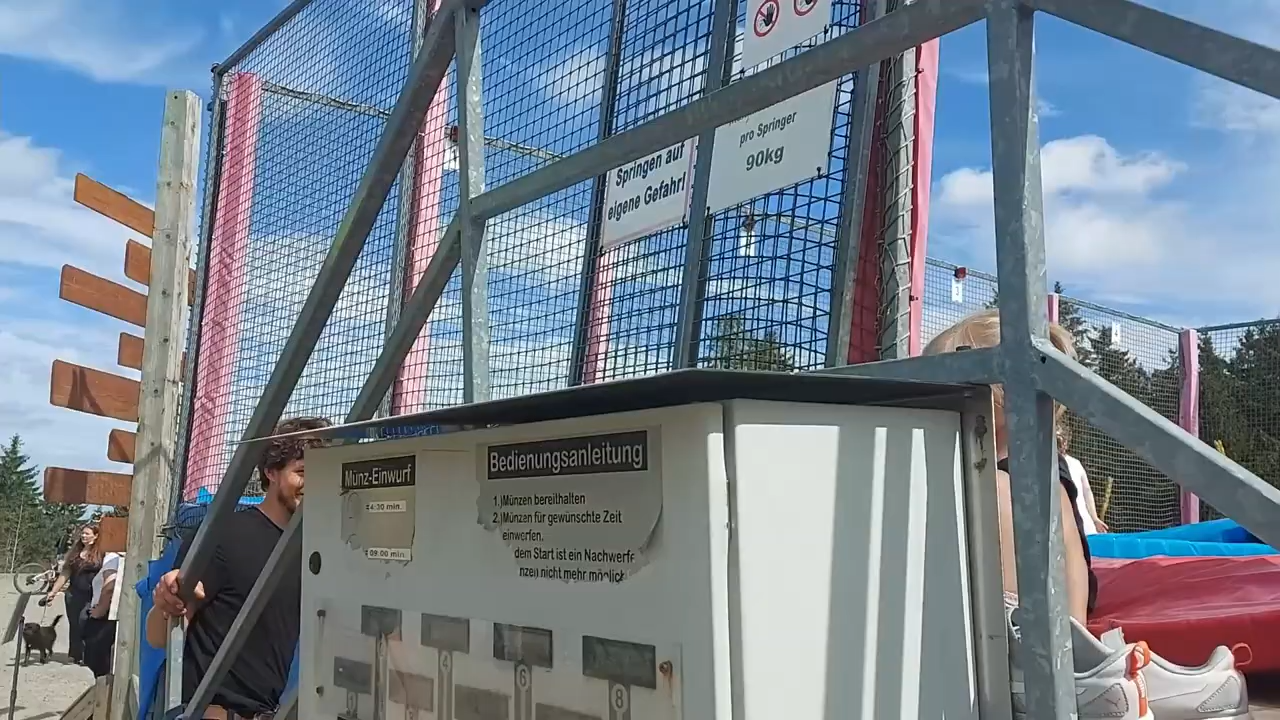 pro Springer
90kg
Springen auf
eigene Gefahr!
Münz-Einwurf
4:30 min.
09:00 min.
Bedienungsanleitung
1.)Münzen bereithalten
2.)Münzen für gewünschte Zeit
einwerfen.
dem Start ist ein Nachwerfe
nzen nicht mehr möglich
4
6
8